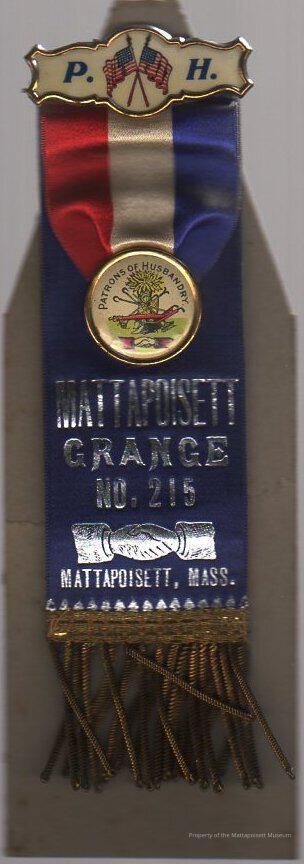 P. H.
PATRONS OF HUSBANDRY.
MATTAPOISETT
GRANGE
NO. 215
MATTAPOISETT, MASS.
Property of the Mattapoisett Museum